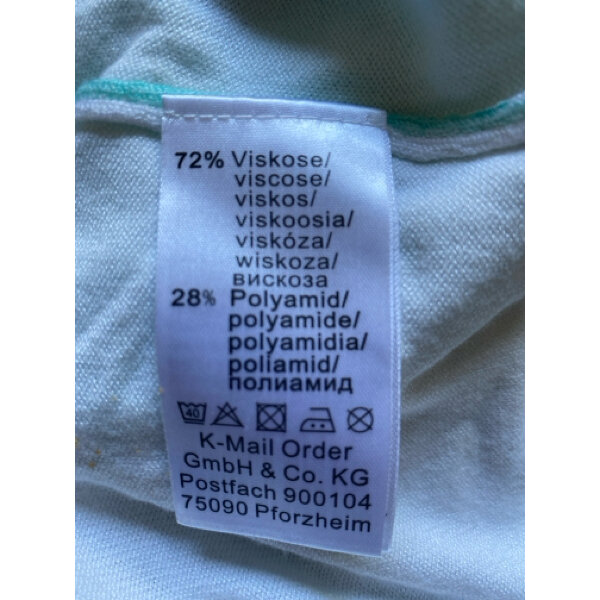 72% Viskose/
viscose/
viskos/
viskoosia/
viskóza/
wiskoza/
вискоза
28% Polyamid/
polyamide/
polyamidia/
poliamid/
полиамид
40
K-Mail Order
GmbH & Co. KG
Postfach 900104
75090 Pforzheim